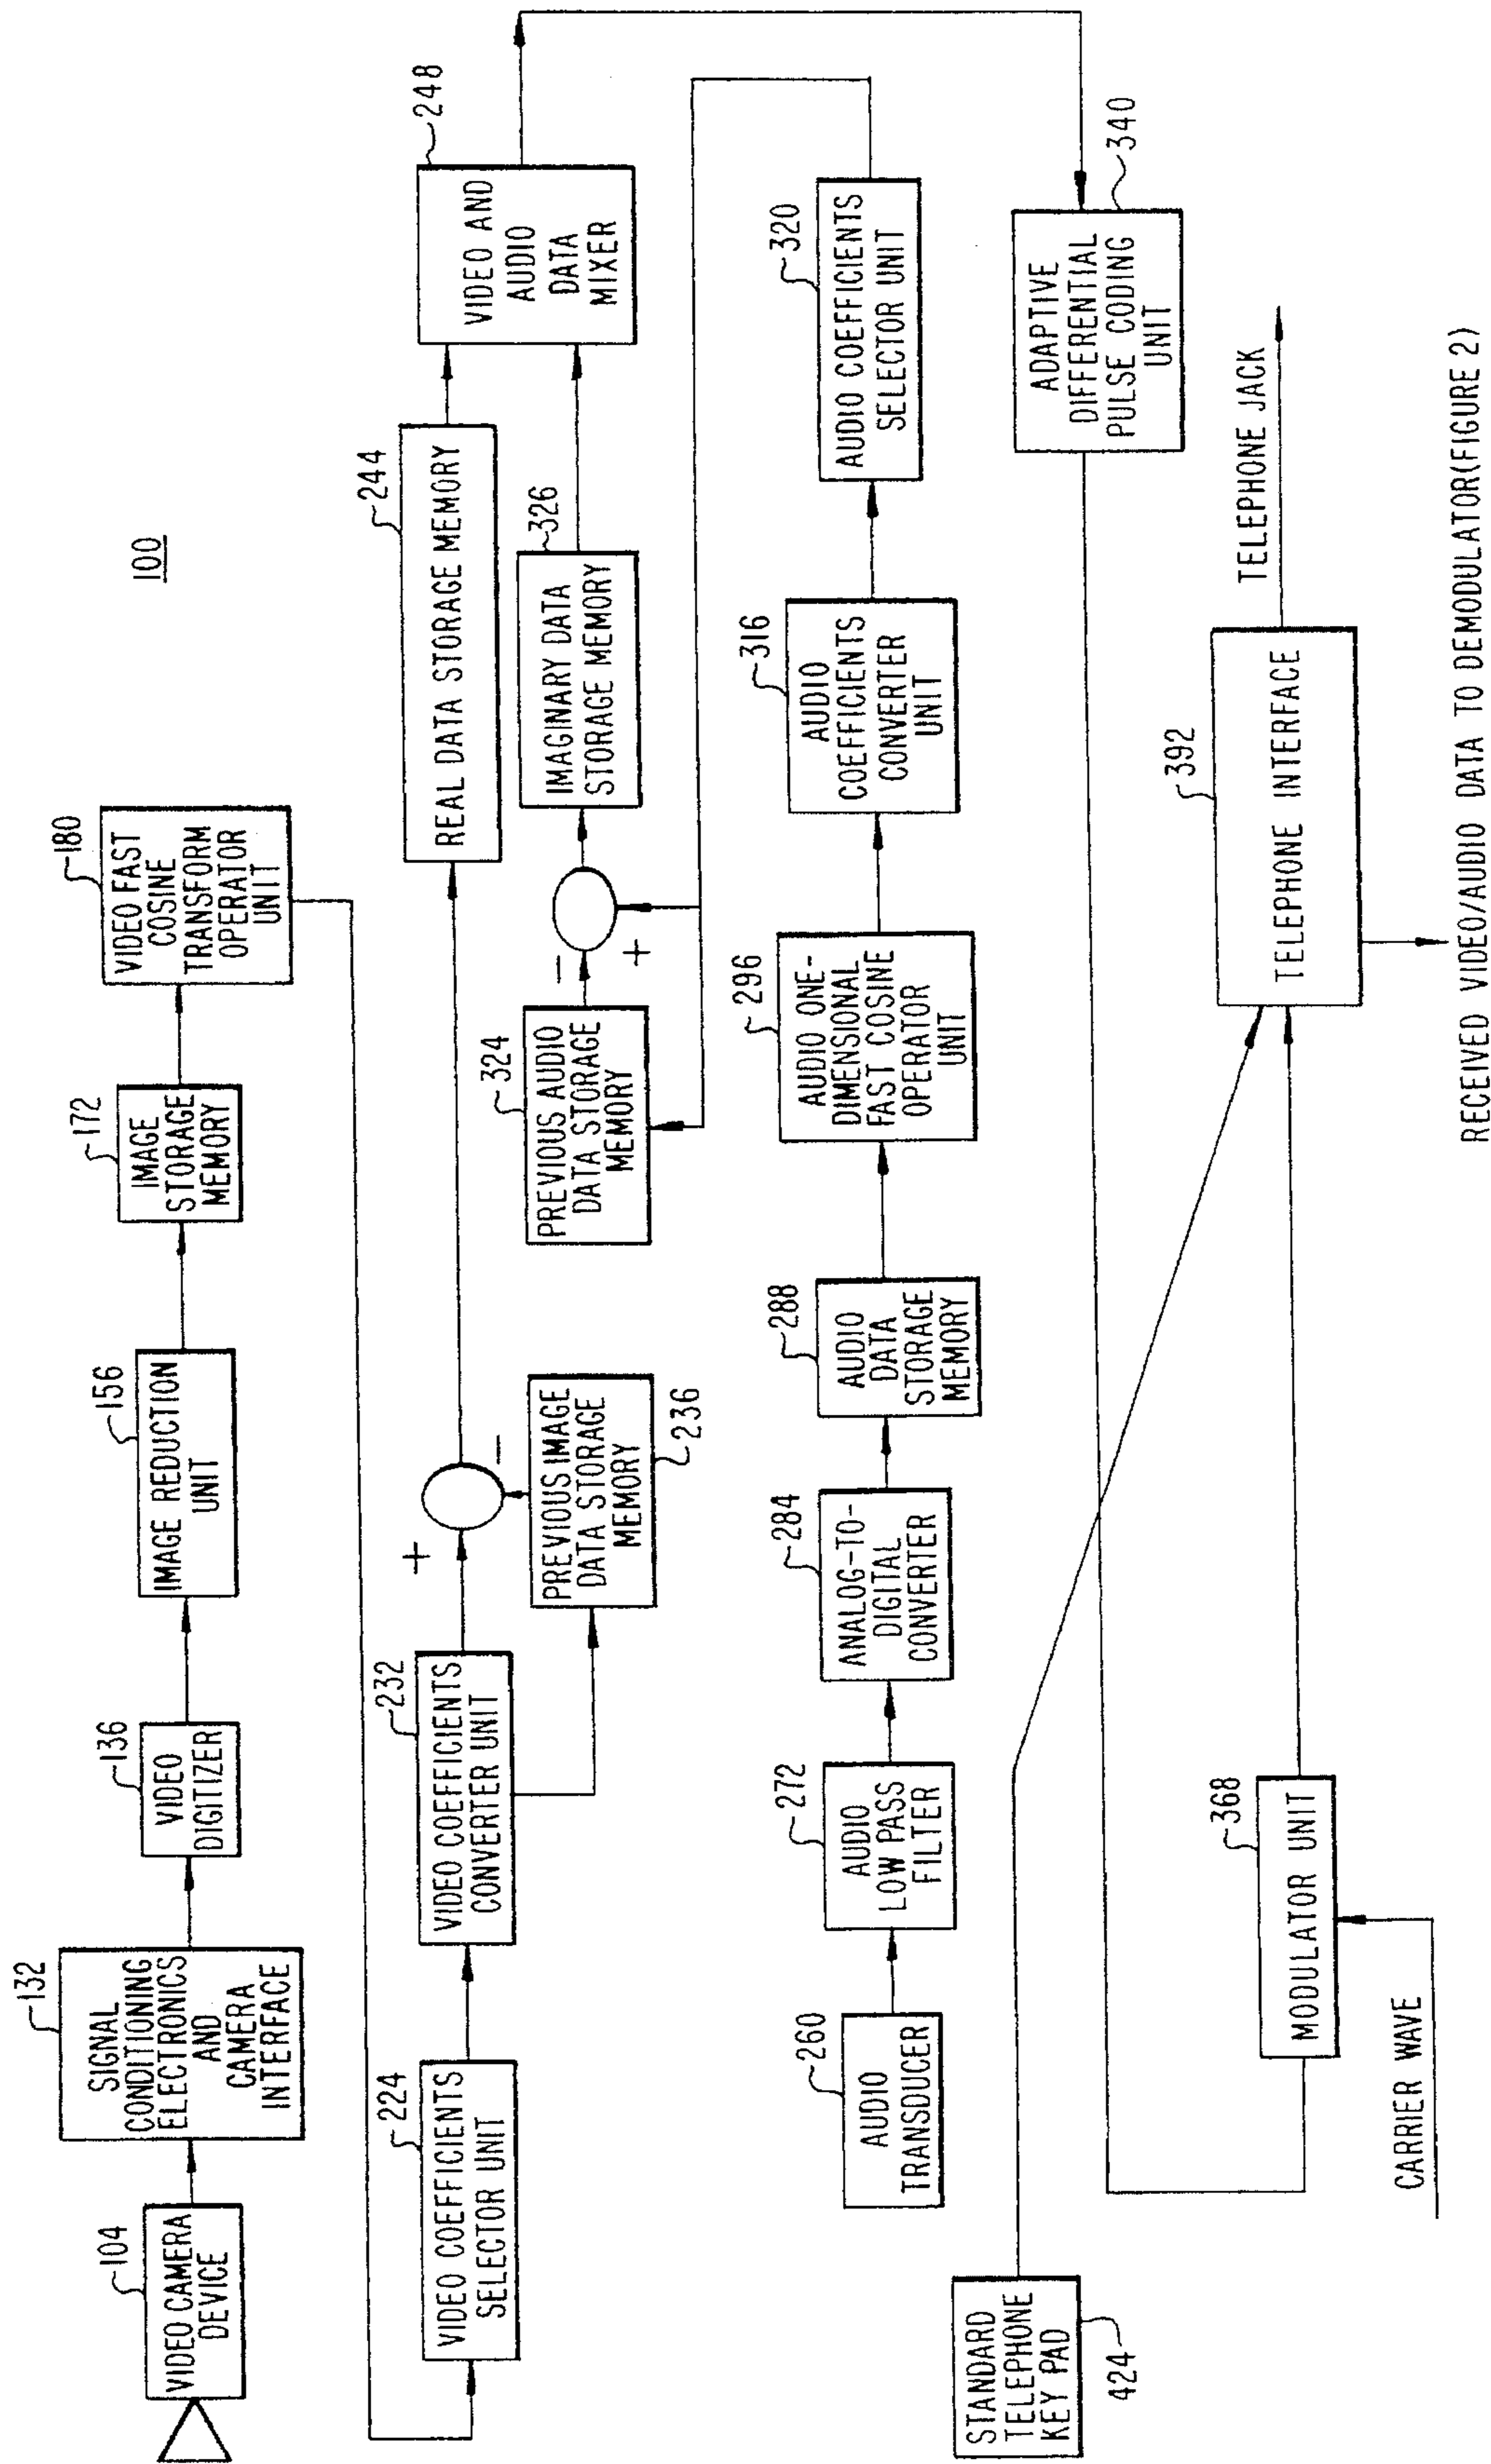 100
104
VIDEO CAMERA
DEVICE
132
SIGNAL
CONDITIONING
ELECTRONICS
AND
CAMERA
INTERFACE
136
VIDEO
DIGITIZER
156
IMAGE REDUCTION
UNIT
172
IMAGE
STORAGE
MEMORY
180
VIDEO FAST
COSINE
TRANSFORM
OPERATOR
UNIT
224
VIDEO COEFFICIENTS
SELECTOR UNIT
232
VIDEO COEFFICIENTS
CONVERTER UNIT
+
−
PREVIOUS IMAGE
DATA STORAGE
MEMORY
236
244
REAL DATA STORAGE MEMORY
324
PREVIOUS AUDIO
DATA STORAGE
MEMORY
−
+
326
IMAGINARY DATA
STORAGE MEMORY
248
VIDEO AND
AUDIO
DATA
MIXER
260
AUDIO
TRANSDUCER
272
AUDIO
LOW PASS
FILTER
284
ANALOG-TO-
DIGITAL
CONVERTER
288
AUDIO
DATA
STORAGE
MEMORY
296
AUDIO ONE-
DIMENSIONAL
FAST COSINE
OPERATOR
UNIT
316
AUDIO
COEFFICIENTS
CONVERTER
UNIT
320
AUDIO COEFFICIENTS
SELECTOR UNIT
340
ADAPTIVE
DIFFERENTIAL
PULSE CODING
UNIT
STANDARD
TELEPHONE
KEY PAD
424
368
MODULATOR UNIT
CARRIER WAVE
392
TELEPHONE INTERFACE
TELEPHONE JACK
RECEIVED VIDEO/AUDIO DATA TO DEMODULATOR(FIGURE 2)